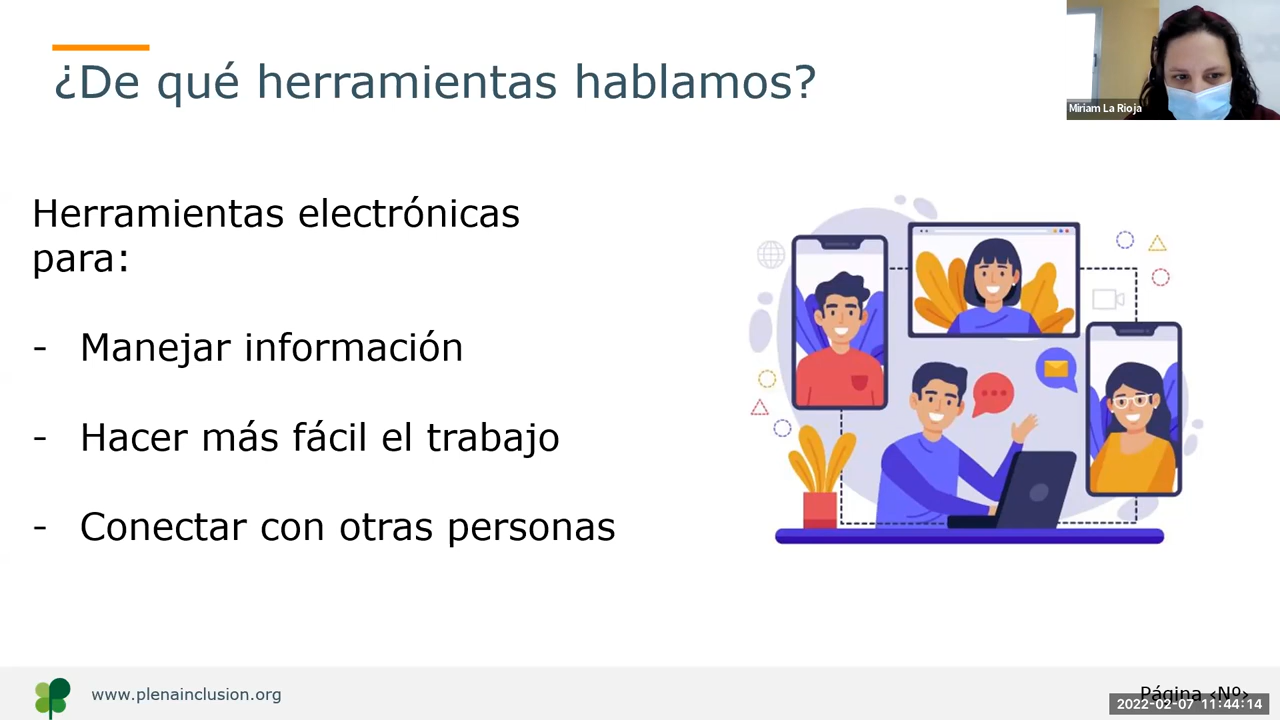 ¿De qué herramientas hablamos?
Miriam La Rioja
Herramientas electrónicas
para:
- Manejar información
- Hacer más fácil el trabajo
- Conectar con otras personas
www.plenainclusion.org
Página ‹Nº›
2022-02-07 11:44:14